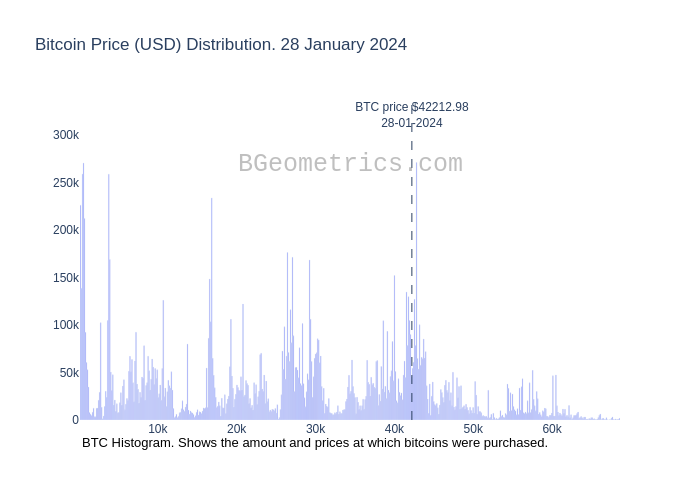 Bitcoin Price (USD) Distribution. 28 January 2024
BTC price $42212.98
28-01-2024
300k
BGeometrics.com
250k
200k
150k
100k
50k
0
10k 20k 30k 40k 50k 60k
BTC Histogram. Shows the amount and prices at which bitcoins were purchased.